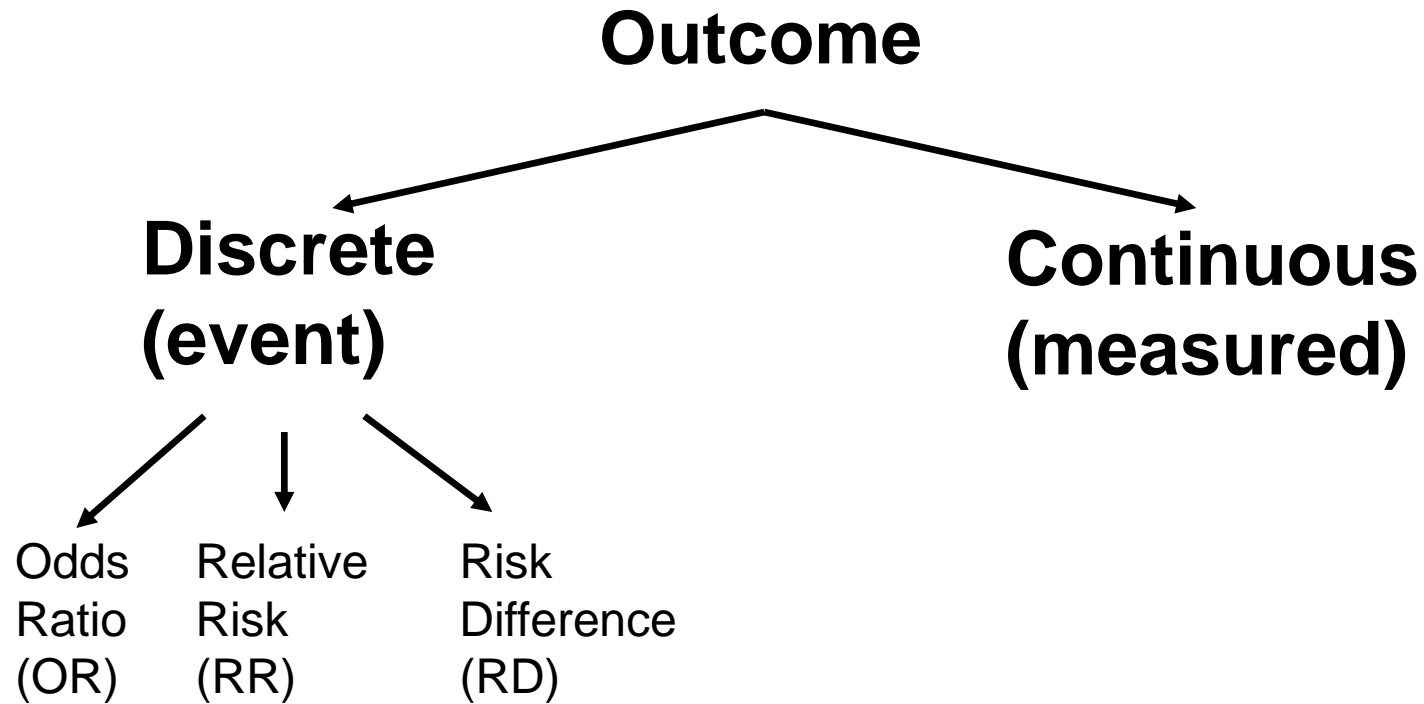 Outcome
Discrete
(event)
Continuous
(measured)
Odds
Ratio
(OR)
Relative
Risk
(RR)
Risk
Difference
(RD)